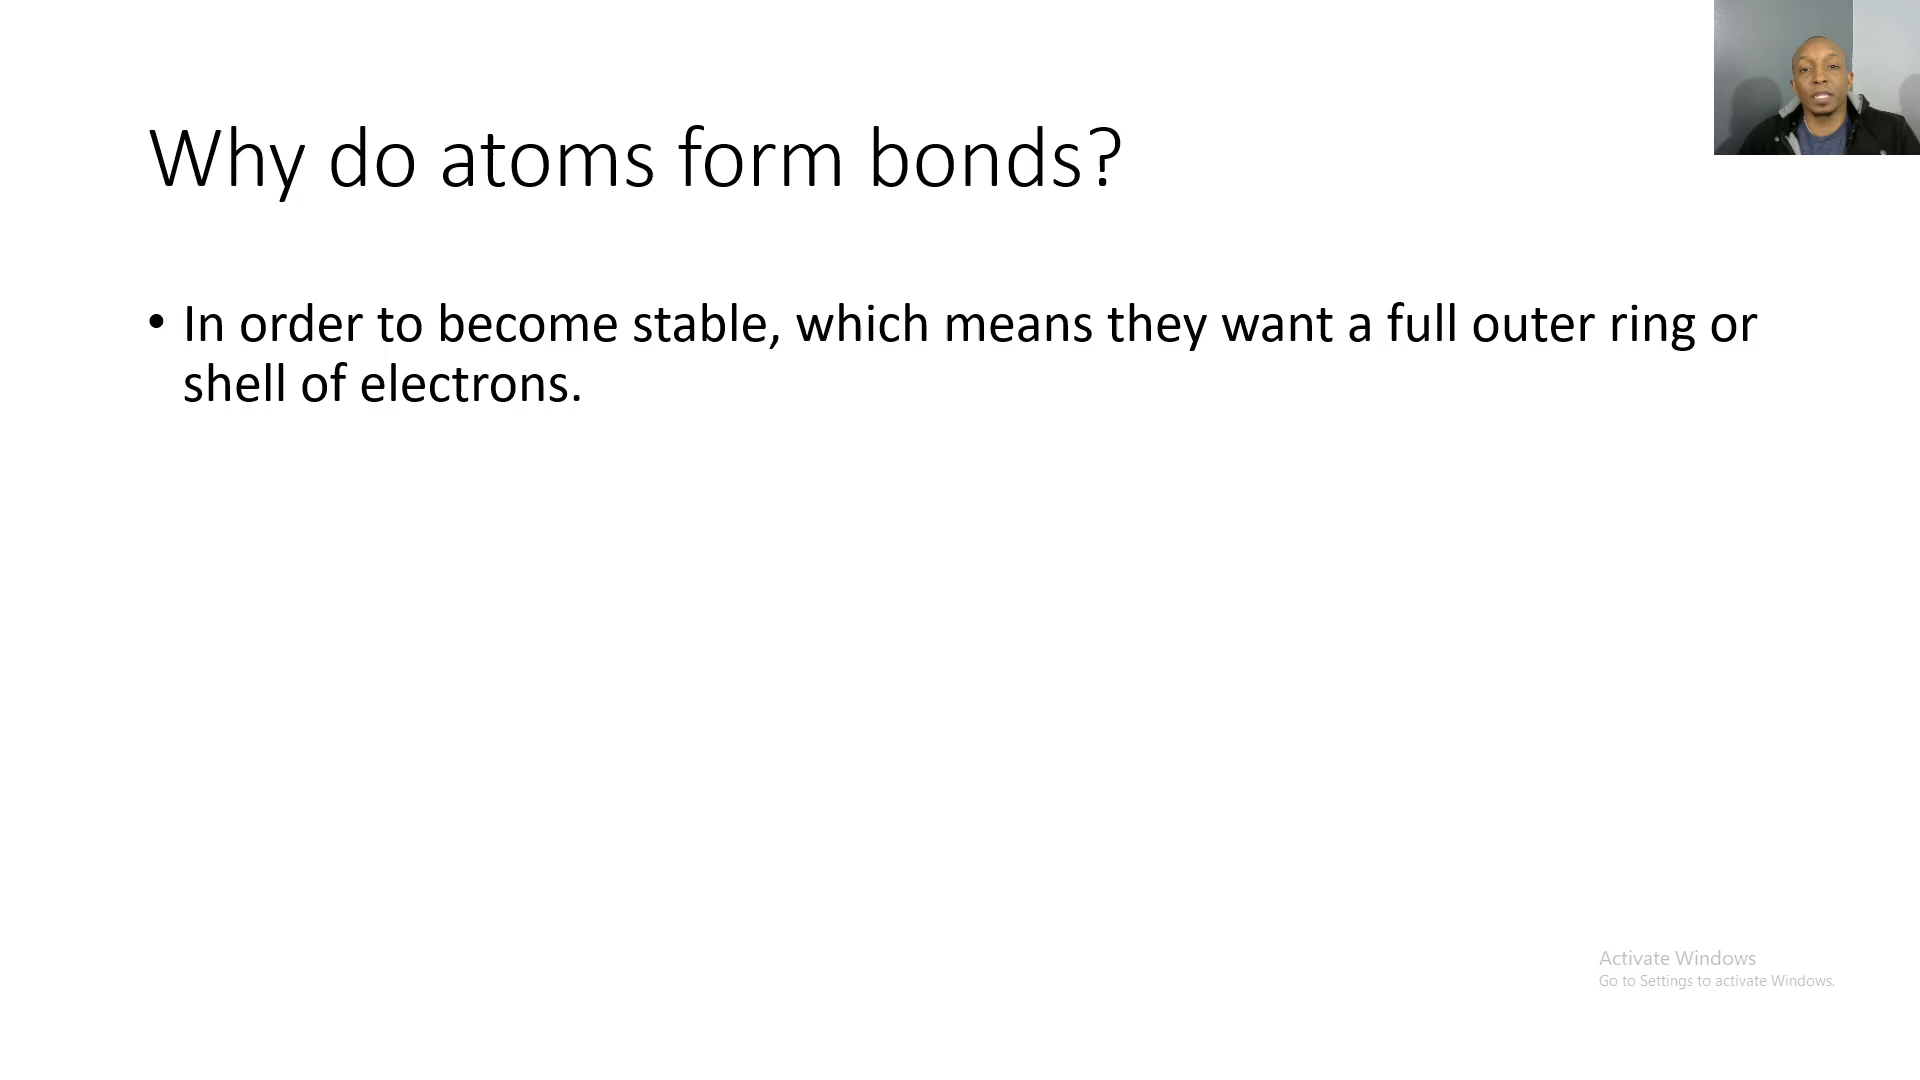 Why do atoms form bonds?
• In order to become stable, which means they want a full outer ring or
shell of electrons.
Activate Windows
Go to Settings to activate Windows.